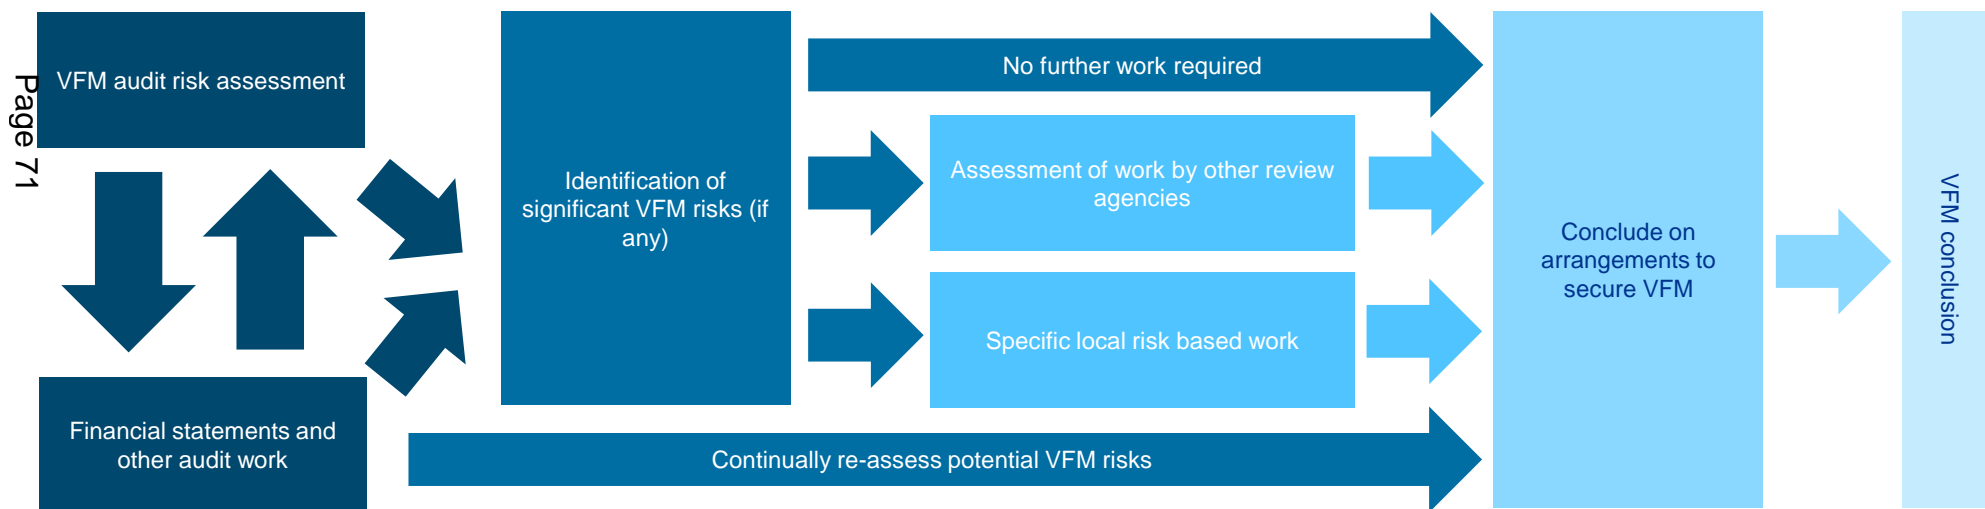 Page 71
VFM audit risk assessment
Financial statements and
other audit work
Identification of
significant VFM risks (if
any)
No further work required
Assessment of work by other review
agencies
Specific local risk based work
Continually re-assess potential VFM risks
Conclude on
arrangements to
secure VFM
VFM conclusion